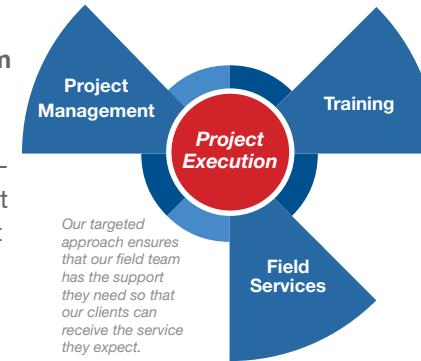 m
Project
Management
Training
Project
Execution
–
t
t
Our targeted
approach ensures
that our field team
has the support
they need so that
our clients can
receive the service
they expect.
Field
Services